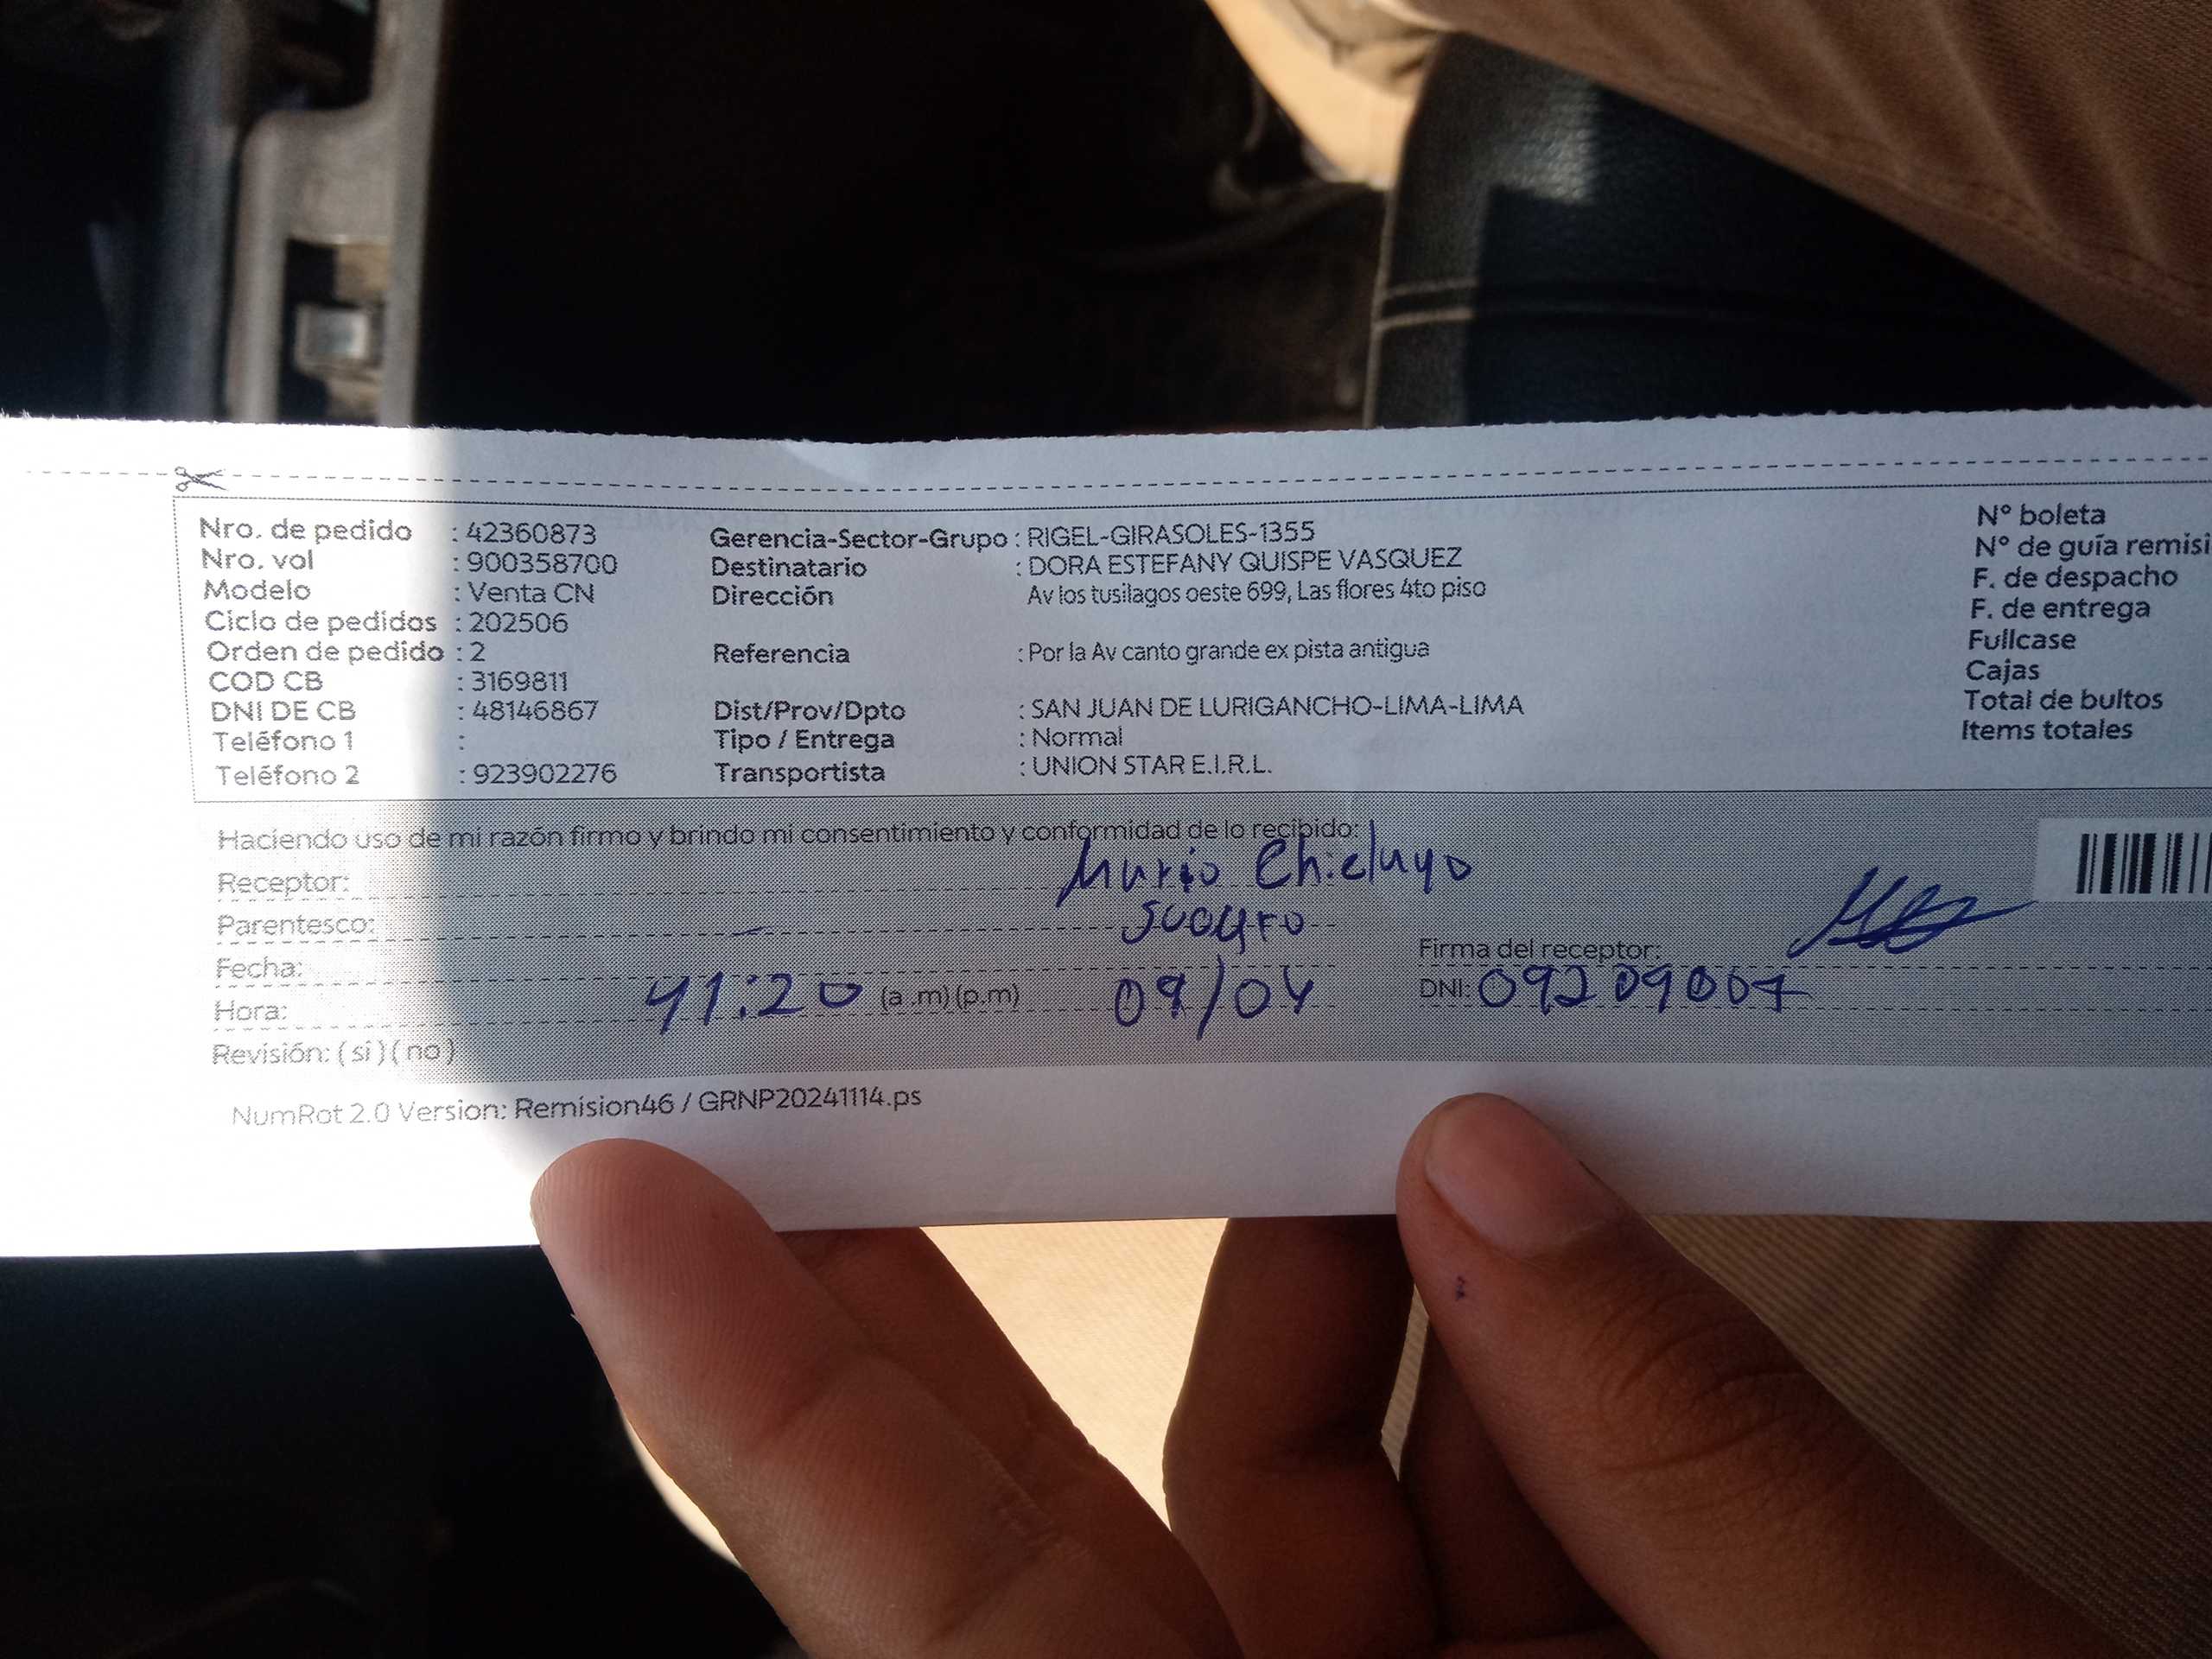 Nro. de pedido : 42360873 Gerencia-Sector-Grupo : RIGEL-GIRASOLES-1355 N° boleta
Nro. vol : 900358700 Destinatario : DORA ESTEFANY QUISPE VASQUEZ N° de guía remisi
Modelo : Venta CN Dirección Av los tusilagos oeste 699, Las flores 4to piso F. de despacho
Ciclo de pedidos : 202506 F. de entrega
Orden de pedido : 2 Referencia : Por la Av canto grande ex pista antigua Fullcase
COD CB : 3169811 Cajas
DNI DE CB : 48146867 Dist/Prov/Dpto : SAN JUAN DE LURIGANCHO-LIMA-LIMA Total de bultos
Teléfono 1 : Tipo / Entrega : Normal Items totales
Teléfono 2 : 923902276 Transportista : UNION STAR E.I.R.L.
Haciendo uso de mi razón firmo y brindo mi consentimiento y conformidad de lo recibido:
Receptor:
Parentesco: suegro
Fecha: Firma del receptor:
Hora: 11:20 (a .m)(p.m) 09/04 DNI: 09209007
Revisión: ( si )( no )
NumRot 2.0 Version: Remision46 / GRNP20241114.ps